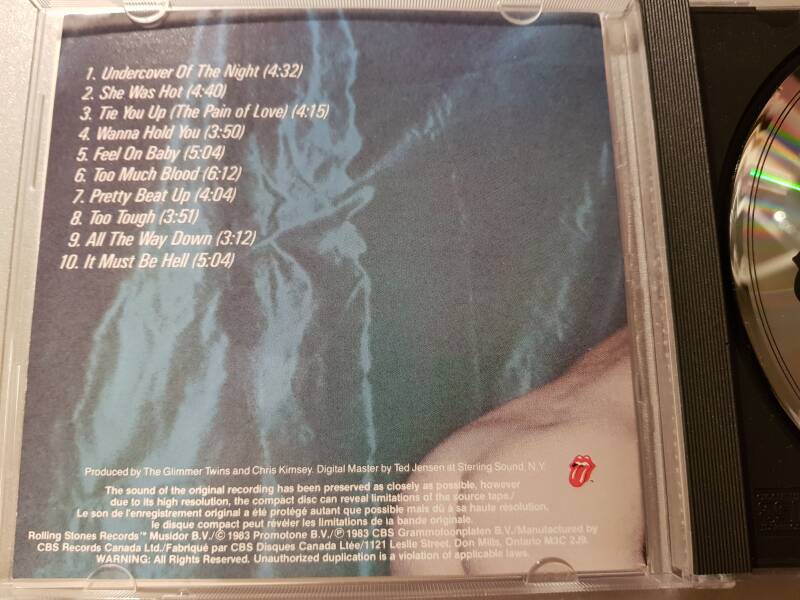 1. Undercover Of The Night (4:32)
2. She Was Hot (4:40)
3. Tie You Up (The Pain of Love) (4:15)
4. Wanna Hold You (3:50)
5. Feel On Baby (5:04)
6. Too Much Blood (6:12)
7. Pretty Beat Up (4:04)
8. Too Tough (3:51)
9. All The Way Down (3:12)
10. It Must Be Hell (5:04)
Produced by The Glimmer Twins and Chris Kimsey. Digital Master by Ted Jensen at Sterling Sound, N.Y.
The sound of the original recording has been preserved as closely as possible, however
due to its high resolution, the compact disc can reveal limitations of the source tapes./
Le son de l'enregistrement original a été protégé autant que possible mais dû à sa haute résolution,
le disque compact peut révéler les limitations de la bande originale.
Rolling Stones Records™ Musidor B.V./© 1983 Promotone B.V./℗ 1983 CBS Grammofoonplaten B.V./Manufactured by
CBS Records Canada Ltd./Fabriqué par CBS Disques Canada Ltée/1121 Leslie Street, Don Mills, Ontario M3C 2J9.
WARNING: All Rights Reserved. Unauthorized duplication is a violation of applicable laws.